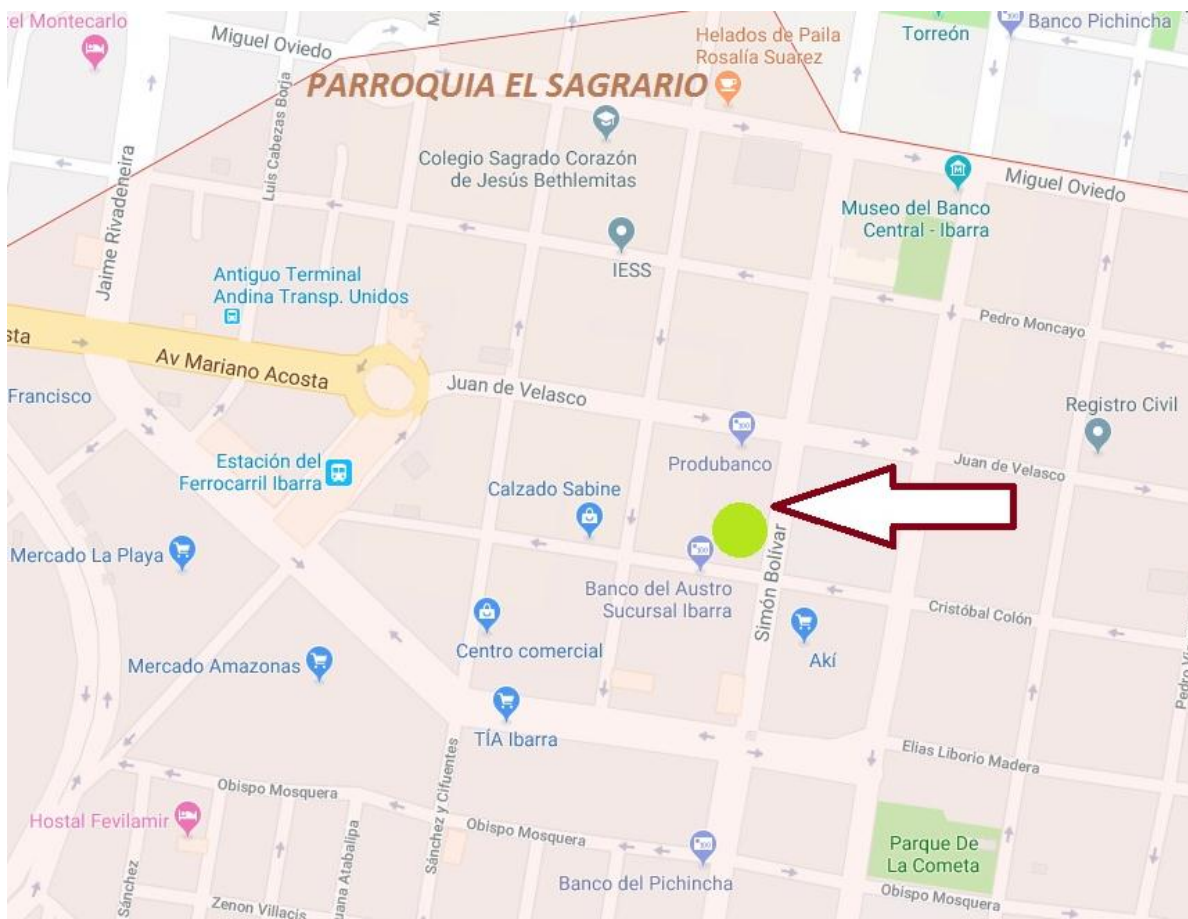 el Montecarlo
Miguel Oviedo
Helados de Paila
Rosalía Suarez
Torreón
Banco Pichincha
PARROQUIA EL SAGRARIO
Luis Cabezas Borja
Colegio Sagrado Corazón
de Jesús Bethlemitas
Miguel Oviedo
Museo del Banco
Central - Ibarra
Jaime Rivadeneira
IESS
Antiguo Terminal
Andina Transp. Unidos
Pedro Moncayo
sta
Av Mariano Acosta
Juan de Velasco
Francisco
Registro Civil
Produbanco
Juan de Velasco
Estación del
Ferrocarril Ibarra
Calzado Sabine
Mercado La Playa
Simón Bolívar
Banco del Austro
Sucursal Ibarra
Cristóbal Colón
Centro comercial
Akí
Mercado Amazonas
TÍA Ibarra
Elias Liborio Madera
Sánchez y Cifuentes
Obispo Mosquera
Hostal Fevilamir
Obispo Mosquera
Parque De
La Cometa
Banco del Pichincha
Obispo Mosquera
Sánchez
Zenon Villacis
uana Atabalipa